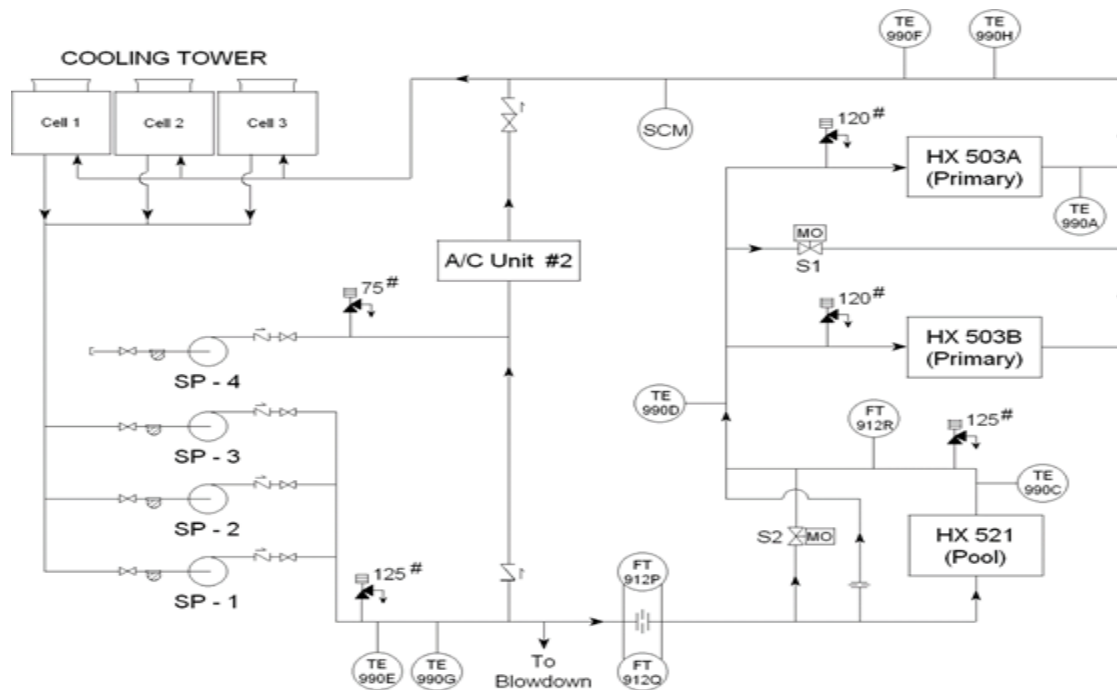 TE
990F
TE
990H
COOLING TOWER
Cell 1
Cell 2
Cell 3
SCM
120#
HX 503A
(Primary)
TE
990A
MO
S1
A/C Unit #2
75#
120#
HX 503B
(Primary)
SP - 4
TE
990D
FT
912R
125#
SP - 3
TE
990C
SP - 2
S2
MO
HX 521
(Pool)
SP - 1
125#
FT
912P
TE
990E
TE
990G
To
Blowdown
FT
912Q